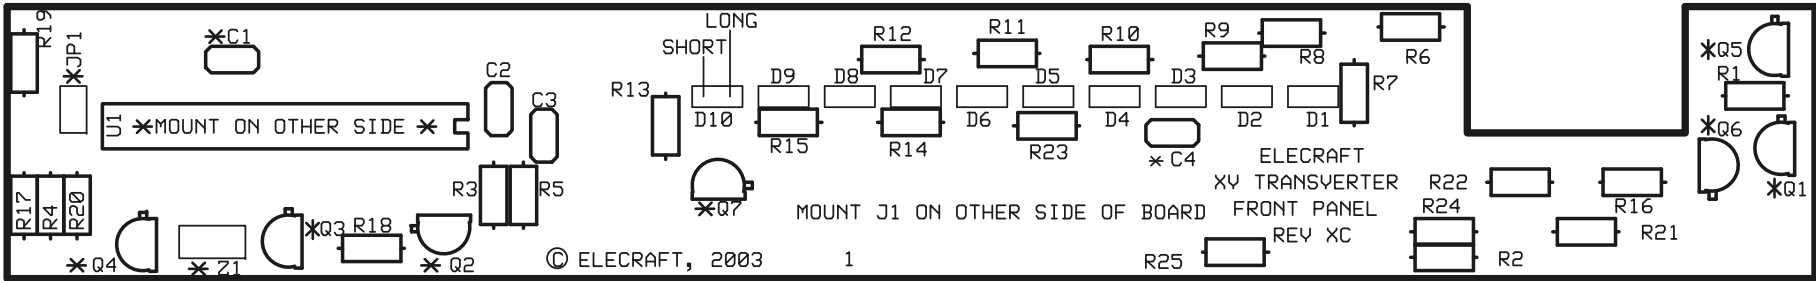 LONG
SHORT
R19
JP1
*C1
U1
*MOUNT ON OTHER SIDE *
C2
C3
R3
R5
R17
R4
R20
*Q4
*Z1
*Q3
R18
*Q2
R13
R12
R11
R10
R9
R8
R6
R7
D9
D8
D7
D5
D3
D10
D6
D4
D2
D1
R15
R14
R23
*C4
*Q7
MOUNT J1 ON OTHER SIDE OF BOARD
ELECRAFT
XV TRANSVERTER
FRONT PANEL
REV XC
© ELECRAFT, 2003
1
R25
R22
R24
R2
R16
R21
*Q5
R1
*Q6
*Q1